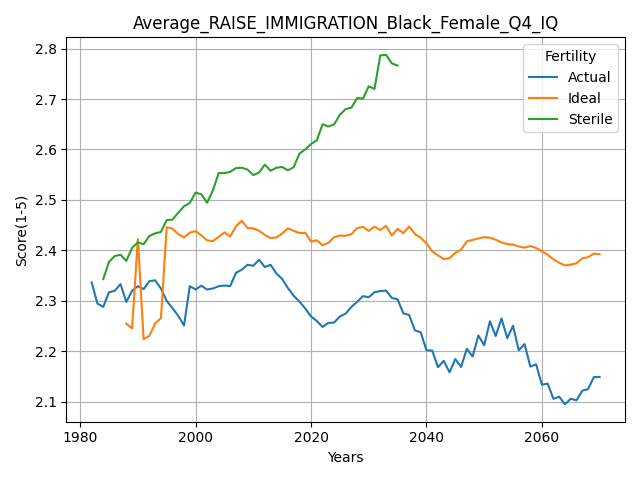 Average_RAISE_IMMIGRATION_Black_Female_Q4_IQ
Fertility
Actual
Ideal
Sterile
Score(1-5)
2.8
2.7
2.6
2.5
2.4
2.3
2.2
2.1
1980
2000
2020
2040
2060
Years